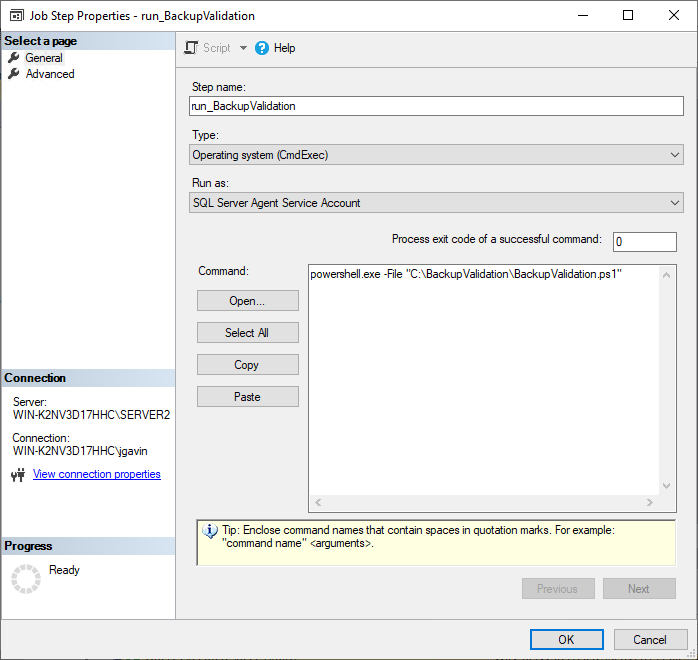 Job Step Properties - run_BackupValidation
Select a page
General
Advanced
Script
Help
Step name:
run_BackupValidation
Type:
Operating system (CmdExec)
Run as:
SQL Server Agent Service Account
Process exit code of a successful command:
0
Command:
powershell.exe -File "C:\BackupValidation\BackupValidation.ps1"
Open...
Select All
Copy
Paste
Connection
Server:
WIN-K2NV3D17HHC\SERVER2
Connection:
WIN-K2NV3D17HHC\jgavin
View connection properties
Tip: Enclose command names that contain spaces in quotation marks. For example:
"command name" <arguments>.
Progress
Ready
Previous
Next
OK
Cancel